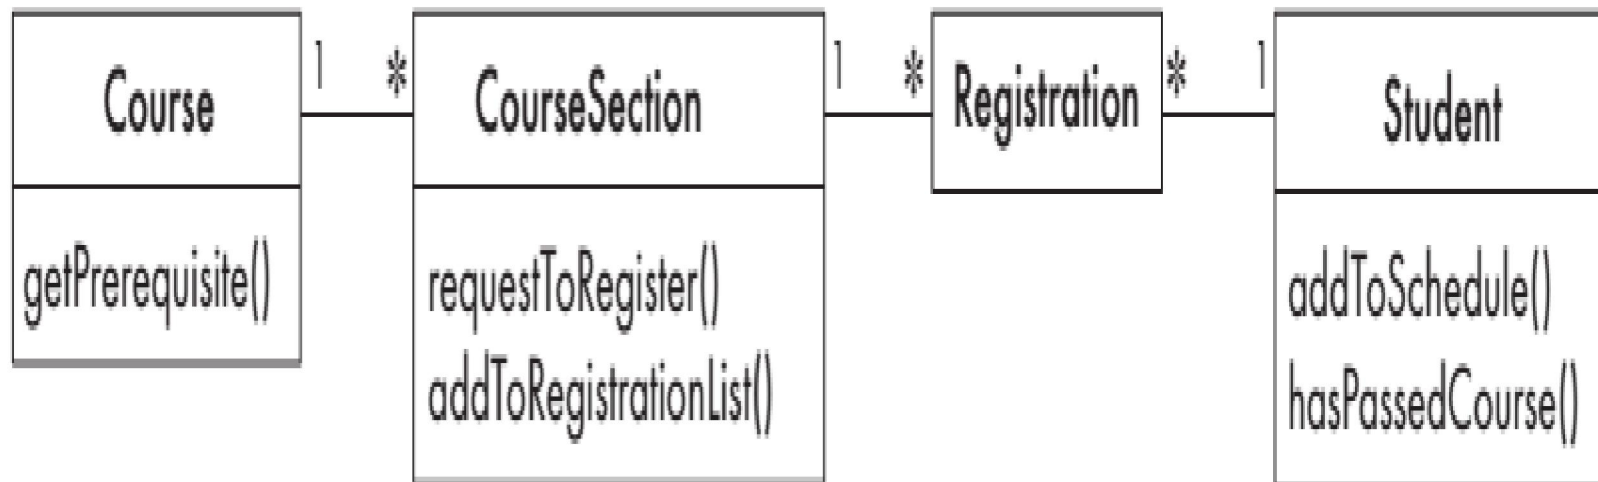 Course
getPrerequisite()
1 *
CourseSection
requestToRegister()
addToRegistrationList()
1 *
Registration
* 1
Student
addToSchedule()
hasPassedCourse()